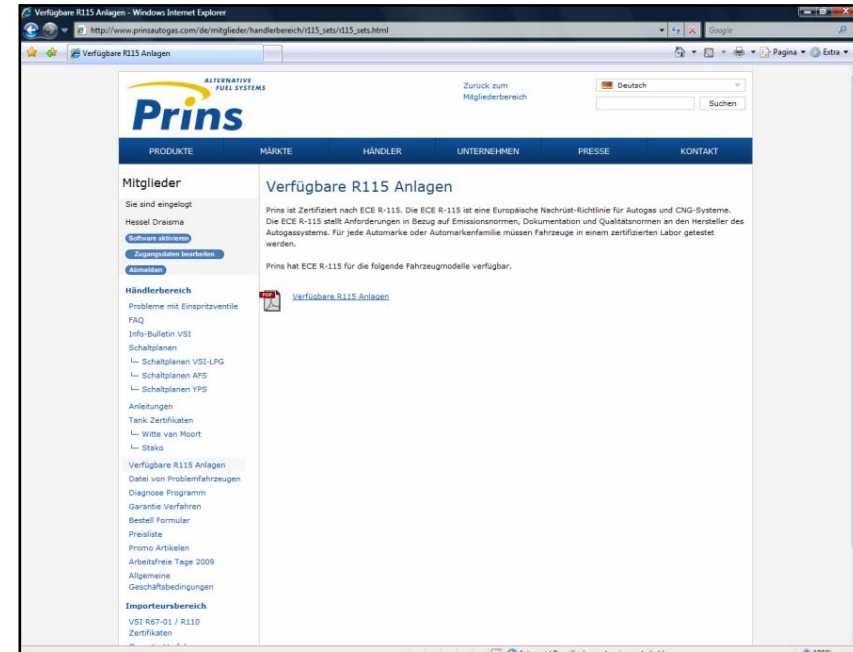 Verfügbare R115 Anlagen - Windows Internet Explorer
http://www.prinsautogas.com/de/mitglieder/handlerbereich/r115_sets/r115_sets.html
Google
Verfügbare R115 Anlagen
Pagina
Extra
ALTERNATIVE
FUEL SYSTEMS
Prins
Zurück zum
Mitgliederbereich
Deutsch
Suchen
PRODUKTE MÄRKTE HÄNDLER UNTERNEHMEN PRESSE KONTAKT
Mitglieder
Sie sind eingelogt
Hessel Draisma
Software aktivieren
Zugangsdaten bearbeiten
Abmelden
Händlerbereich
Probleme mit Einspritzventile
FAQ
Info-Bulletin VSI
Schaltplanen
Schaltplanen VSI-LPG
Schaltplanen AFS
Schaltplanen YPS
Anleitungen
Tank Zertifikaten
Witte van Moort
Stako
Verfügbare R115 Anlagen
Datei von Problemfahrzeugen
Diagnose Programm
Garantie Verfahren
Bestell Formular
Preisliste
Promo Artikelen
Arbeitsfreie Tage 2009
Allgemeine
Geschäftsbedingungen
Importeursbereich
VSI R67-01 / R110
Zertifikaten
Verfügbare R115 Anlagen
Prins ist Zertifiziert nach ECE R-115. Die ECE R-115 ist eine Europäische Nachrüst-Richtlinie für Autogas und CNG-Systeme.
Die ECE R-115 stellt Anforderungen in Bezug auf Emissionsnormen, Dokumentation und Qualitätsnormen an den Hersteller des
Autogassystems. Für jede Automarke oder Automarkenfamilie müssen Fahrzeuge in einem zertifizierten Labor getestet
werden.
Prins hat ECE R-115 für die folgende Fahrzeugmodelle verfügbar.
PDF
Verfügbare R115 Anlagen
100%